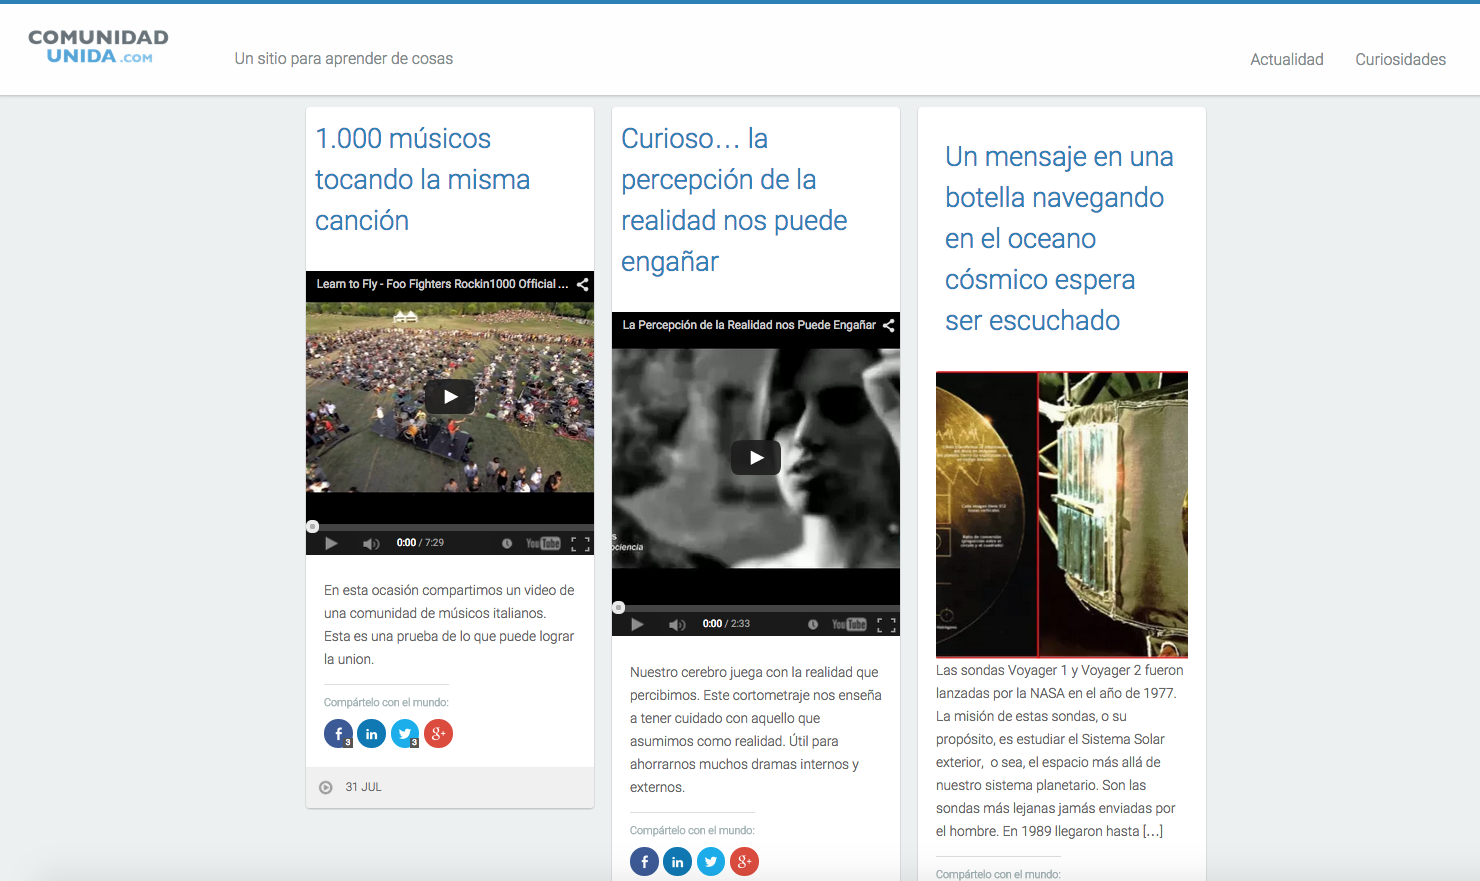 COMUNIDAD
UNIDA.COM
Un sitio para aprender de cosas
Actualidad
Curiosidades
1.000 músicos
tocando la misma
canción
Learn to Fly - Foo Fighters Rockin1000 Official ...
0:00 / 7:29
YouTube
En esta ocasión compartimos un video de
una comunidad de músicos italianos.
Esta es una prueba de lo que puede lograr
la union.
Compártelo con el mundo:
3
3
31 JUL
Curioso… la
percepción de la
realidad nos puede
engañar
La Percepción de la Realidad nos Puede Engañar
ociencia
0:00 / 2:33
YouTube
Nuestro cerebro juega con la realidad que
percibimos. Este cortometraje nos enseña
a tener cuidado con aquello que
asumimos como realidad. Útil para
ahorrarnos muchos dramas internos y
externos.
Compártelo con el mundo:
Un mensaje en una
botella navegando
en el oceano
cósmico espera
ser escuchado
Las sondas Voyager 1 y Voyager 2 fueron
lanzadas por la NASA en el año de 1977.
La misión de estas sondas, o su
propósito, es estudiar el Sistema Solar
exterior, o sea, el espacio más allá de
nuestro sistema planetario. Son las
sondas más lejanas jamás enviadas por
el hombre. En 1989 llegaron hasta […]
Compártelo con el mundo: